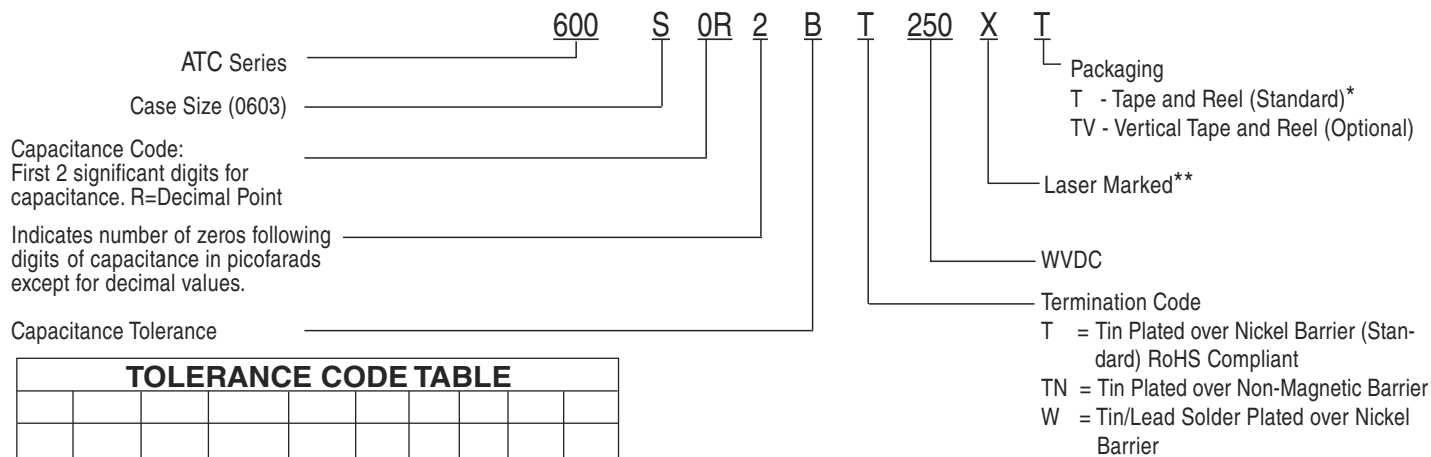 600 S 0R 2 B T 250 X T
ATC Series
Case Size (0603)
Capacitance Code:
First 2 significant digits for
capacitance. R=Decimal Point
Indicates number of zeros following
digits of capacitance in picofarads
except for decimal values.
Capacitance Tolerance
TOLERANCE CODE TABLE
Packaging
T - Tape and Reel (Standard)*
TV - Vertical Tape and Reel (Optional)
Laser Marked**
WVDC
Termination Code
T = Tin Plated over Nickel Barrier (Stan-
dard) RoHS Compliant
TN = Tin Plated over Non-Magnetic Barrier
W = Tin/Lead Solder Plated over Nickel
Barrier